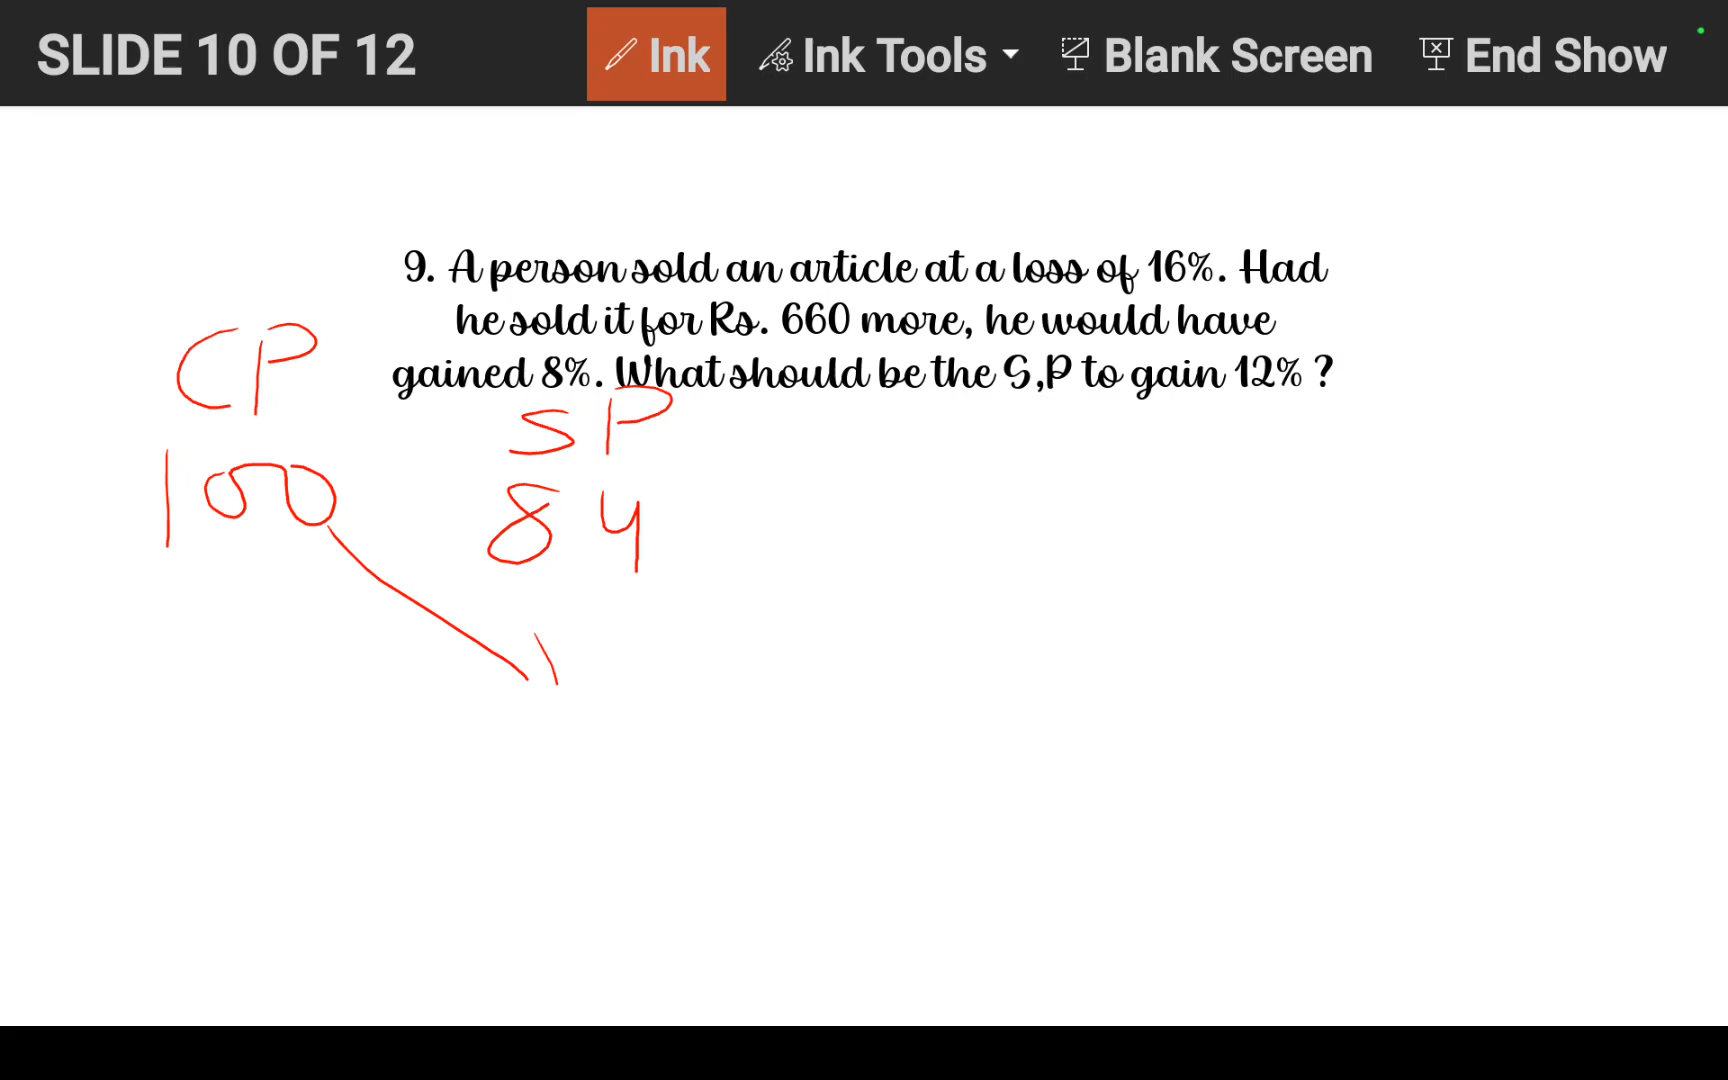 SLIDE 10 OF 12 Ink Ink Tools Blank Screen End Show
9. A person sold an article at a loss of 16%. Had
he sold it for Rs. 660 more, he would have
gained 8%. What should be the S,P to gain 12% ?
CP
SP
100
84